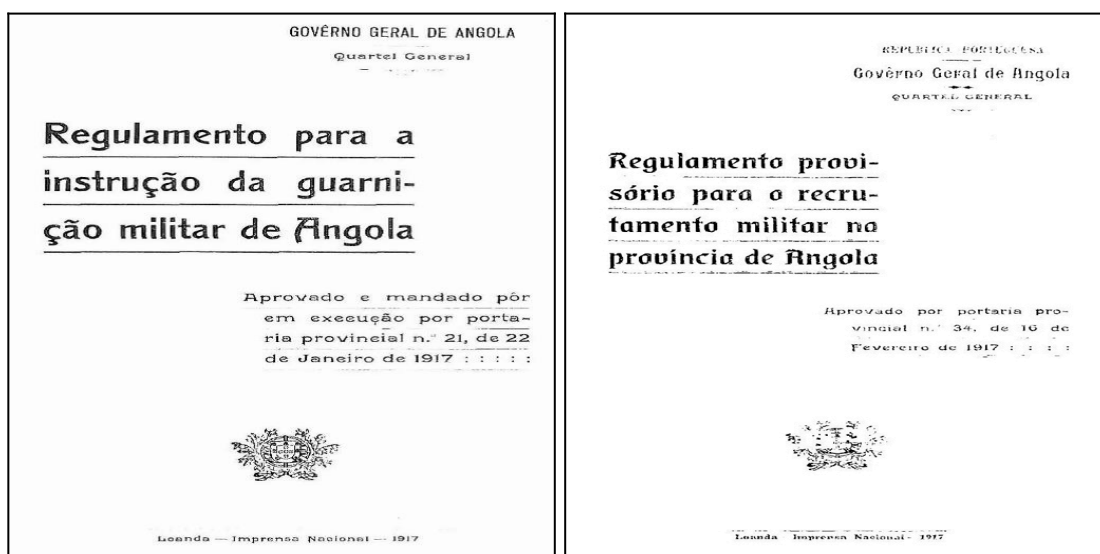 GOVÊRNO GERAL DE ANGOLA
Quartel General
Regulamento para a
instrução da guarni-
ção militar de Angola
Aprovado e mandado pôr
em execução por porta-
ria provincial n.º 21, de 22
de Janeiro de 1917 : : : : :
Loanda — Imprensa Nacional — 1917
REPUBLICA PORTUGUESA
Govêrno Geral de Angola
QUARTEL GENERAL
Regulamento provi-
sório para o recru-
tamento militar na
província de Angola
Aprovado por portaria pro-
vincial n.º 34, de 16 de
Fevereiro de 1917 : : : :
Loanda Imprensa Nacional - 1917